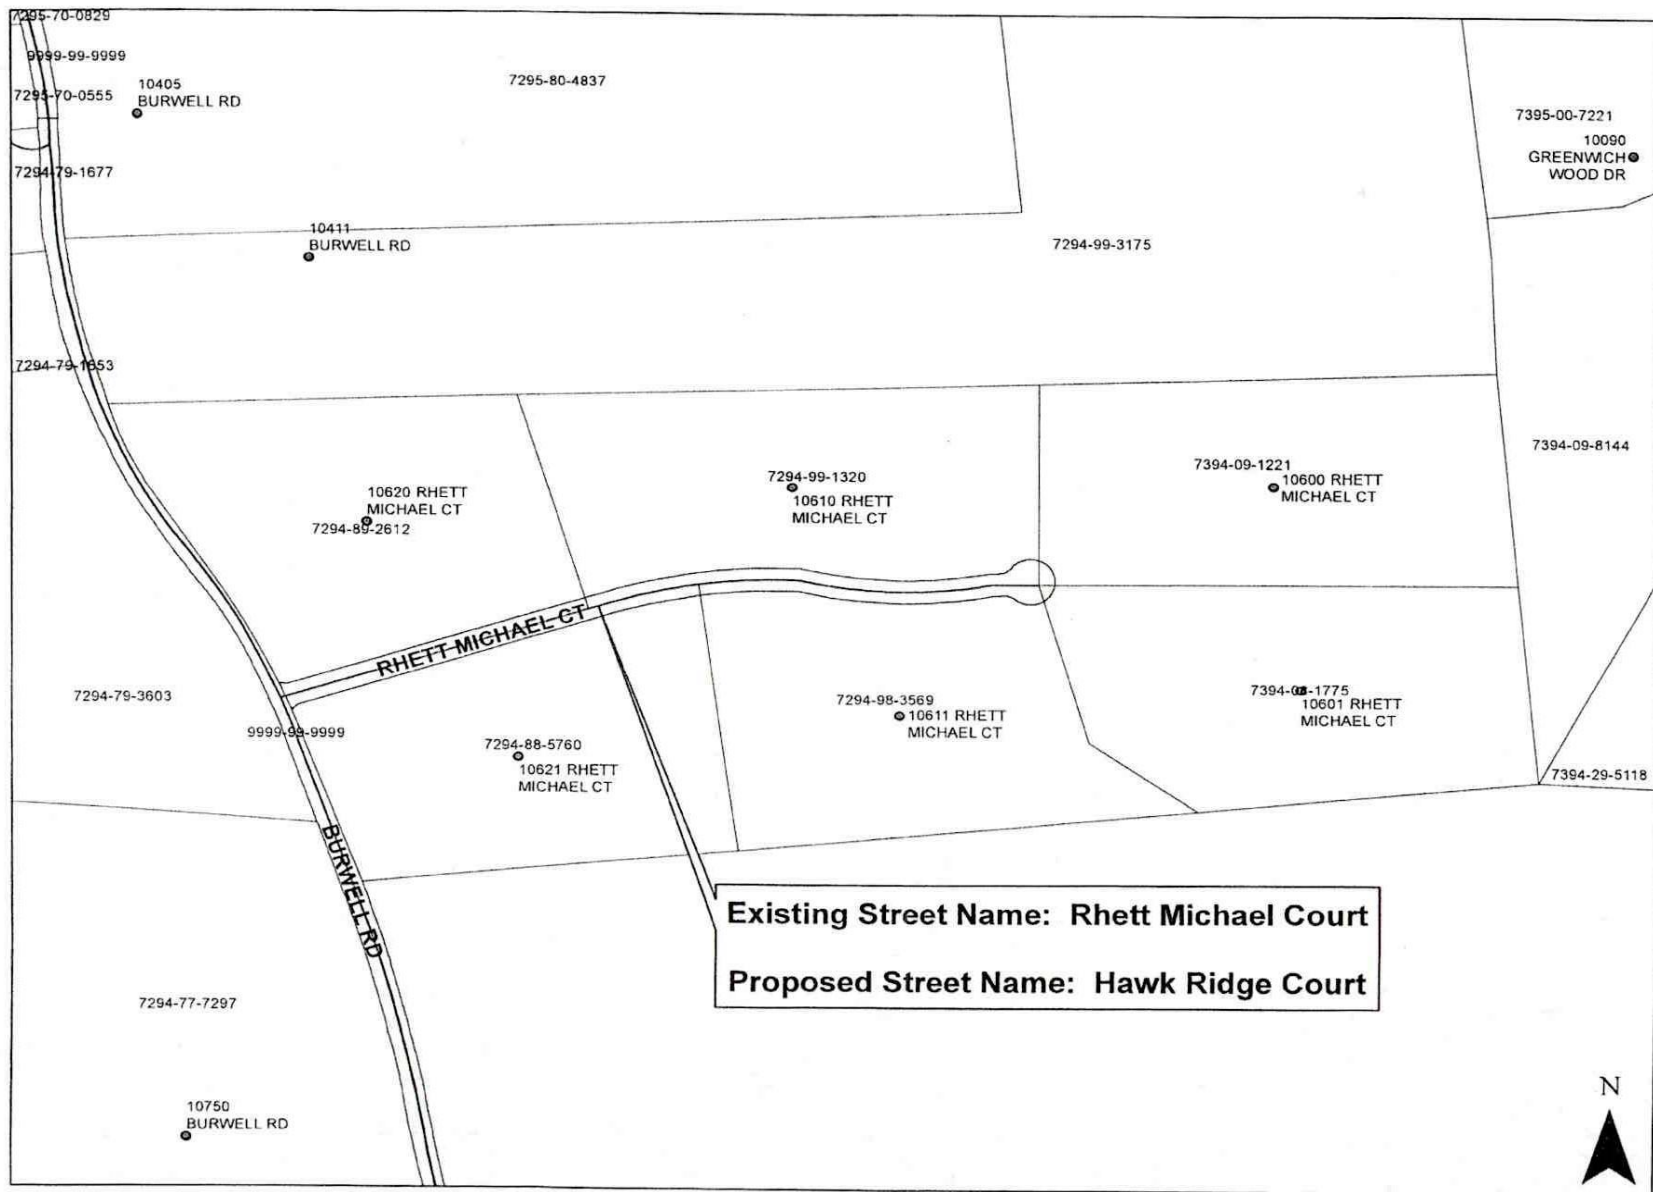 7295-70-0829
9999-99-9999
10405
BURWELL RD
7295-80-4837
7295-70-0555
7395-00-7221
10090
GREENWICH
WOOD DR
7294-79-1677
10411
BURWELL RD
7294-99-3175
7294-79-1653
7394-09-8144
10620 RHETT
MICHAEL CT
7294-89-2612
7294-99-1320
10610 RHETT
MICHAEL CT
7394-09-1221
10600 RHETT
MICHAEL CT
RHETT MICHAEL CT
7294-79-3603
9999-99-9999
7294-88-5760
10621 RHETT
MICHAEL CT
7294-98-3569
10611 RHETT
MICHAEL CT
7394-08-1775
10601 RHETT
MICHAEL CT
7394-29-5118
BURWELL RD
Existing Street Name: Rhett Michael Court
Proposed Street Name: Hawk Ridge Court
7294-77-7297
10750
BURWELL RD
N